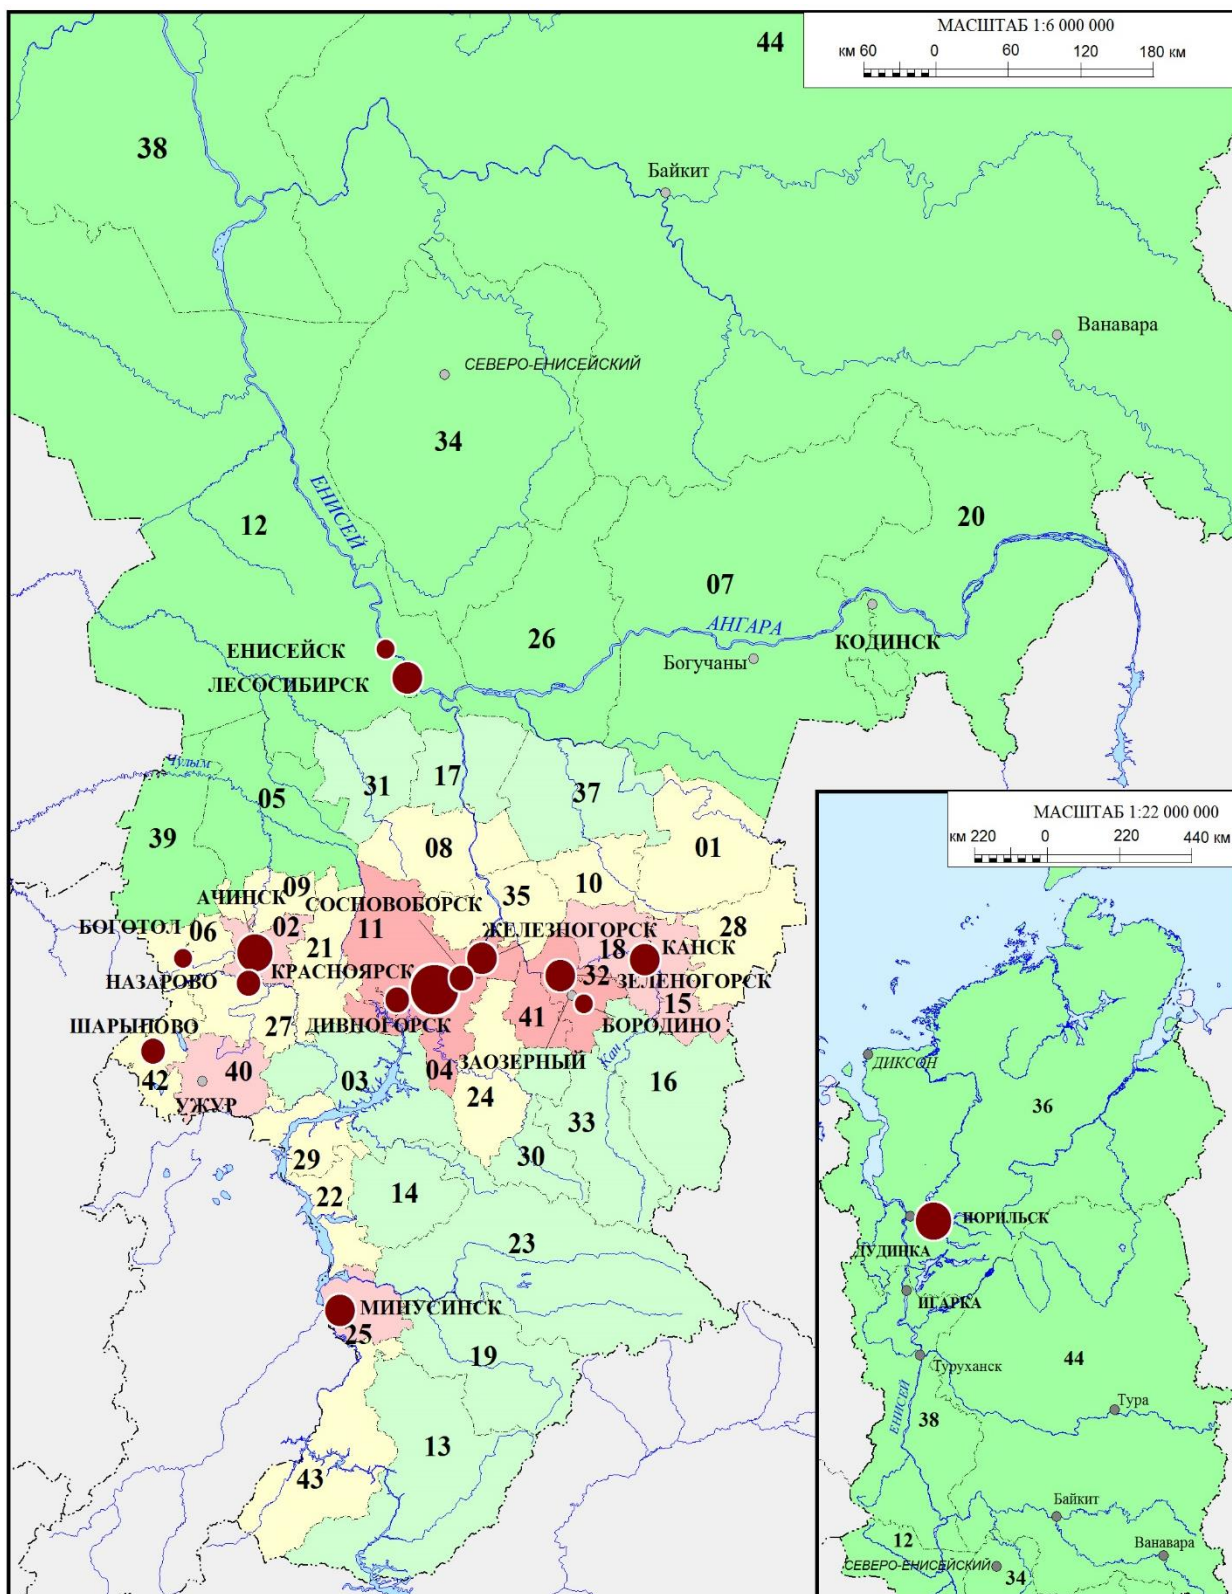 МАСШТАБ 1:6 000 000
км 60 0 60 120 180 км
44
38
Байкит
Ванавара
СЕВЕРО-ЕНИСЕЙСКИЙ
34
ЕНИСЕЙ
12
20
07
26
АНГАРА
ЕНИСЕЙСК
Богучаны
КОДИНСК
ЛЕСОСИБИРСК
Чулым
05
31
17
37
39
08
01
09
АЧИНСК
СОСНОВОБОРСК
35
10
БОГОТОЛ
06
02
11
21
ЖЕЛЕЗНОГОРСК
28
18
КАНСК
НАЗАРОВО
КРАСНОЯРСК
32
ЗЕЛЕНОГОРСК
15
ШАРЫПОВО
27
ДИВНОГОРСК
41
БОРОДИНО
ЗАОЗЕРНЫЙ
Кан
42
40
03
04
16
УЖУР
24
33
29
30
22
14
23
МИНУСИНСК
25
19
13
43
МАСШТАБ 1:22 000 000
км 220 0 220 440 км
ДИКСОН
36
НОРИЛЬСК
ДУДИНКА
ИГАРКА
Туруханск
44
ЕНИСЕЙ
38
Тура
Байкит
12
Ванавара
СЕВЕРО-ЕНИСЕЙСКИЙ
34